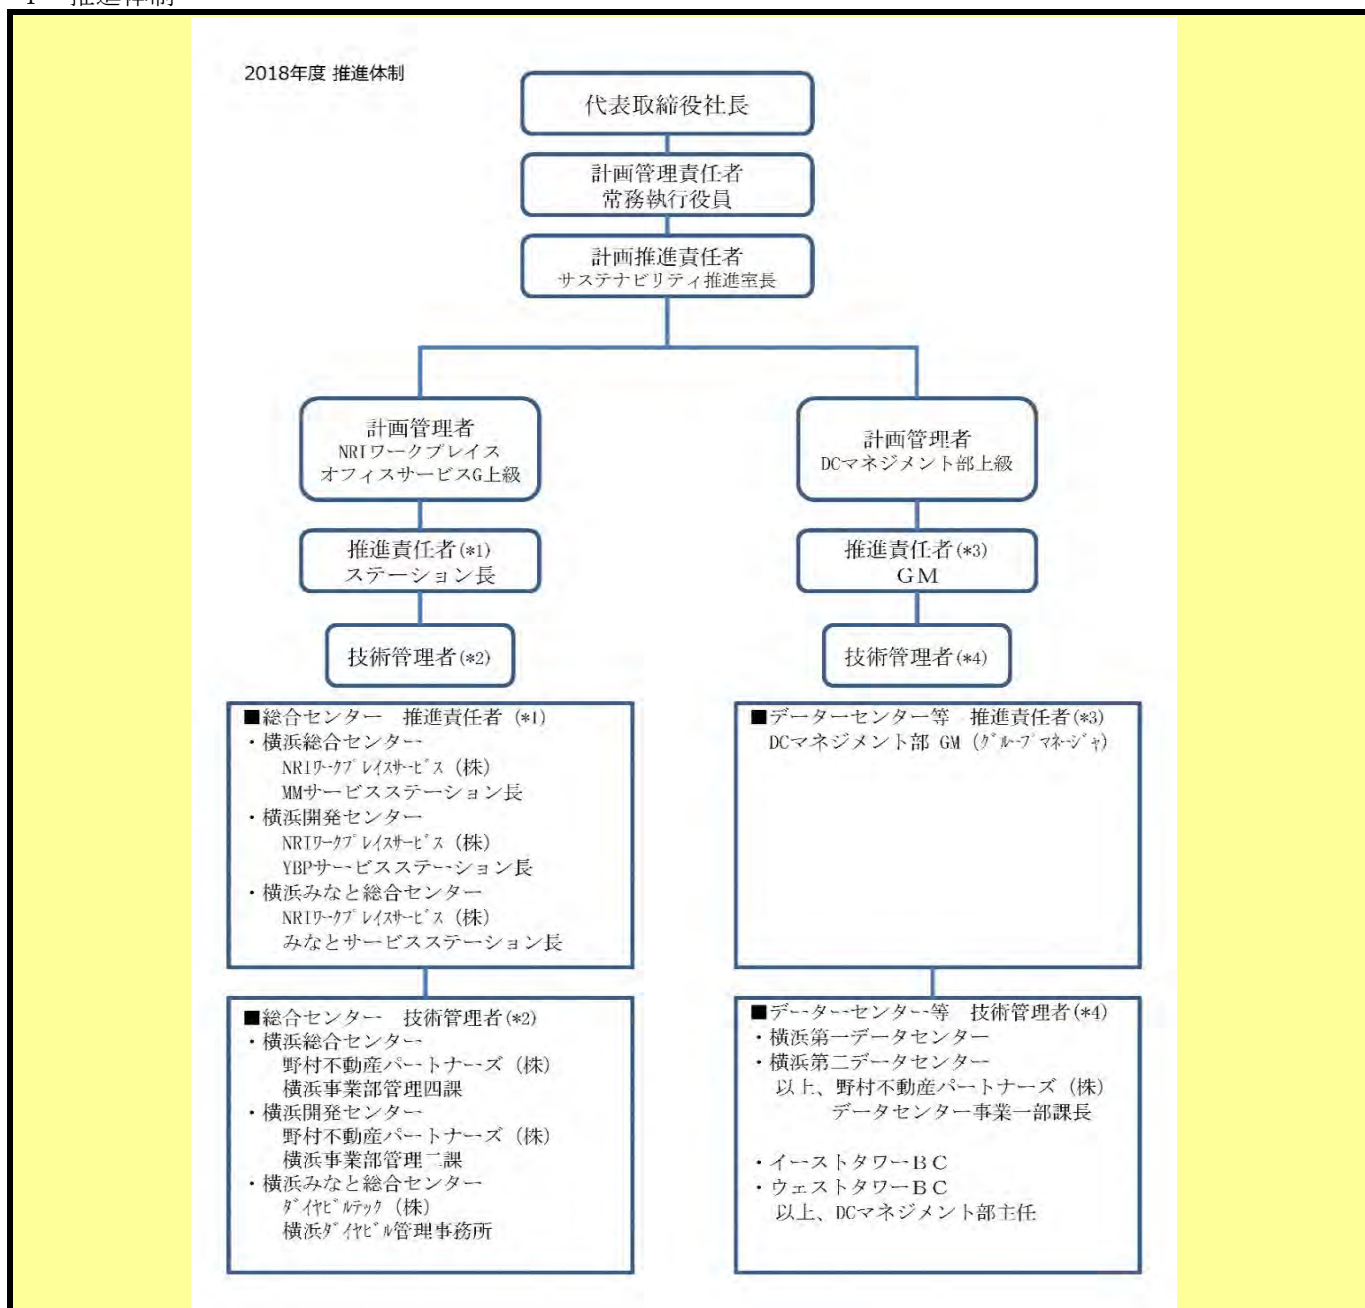 2018年度 推進体制
代表取締役社長
計画管理責任者
常務執行役員
計画推進責任者
サステナビリティ推進室長
計画管理者
NRIワークプレイス
オフィスサービスG上級
計画管理者
DCマネジメント部上級
推進責任者(*1)
ステーション長
推進責任者(*3)
ＧＭ
技術管理者(*2)
技術管理者(*4)
■総合センター　推進責任者 (*1)
・横浜総合センター
NRIﾜｰｸﾌﾟﾚｲｽｻｰﾋﾞｽ（株）
MMサービスステーション長
・横浜開発センター
NRIﾜｰｸﾌﾟﾚｲｽｻｰﾋﾞｽ（株）
YBPサービスステーション長
・横浜みなと総合センター
NRIﾜｰｸﾌﾟﾚｲｽｻｰﾋﾞｽ（株）
みなとサービスステーション長
■データーセンター等　推進責任者(*3)
DCマネジメント部 GM（ｸﾞﾙｰﾌﾟﾏﾈｰｼﾞｬ）
■総合センター　技術管理者(*2)
・横浜総合センター
野村不動産パートナーズ（株）
横浜事業部管理四課
・横浜開発センター
野村不動産パートナーズ（株）
横浜事業部管理二課
・横浜みなと総合センター
ﾀﾞｲﾔﾋﾞﾙﾃｯｸ（株）
横浜ﾀﾞｲﾔﾋﾞﾙ管理事務所
■データーセンター等　技術管理者(*4)
・横浜第一データセンター
・横浜第二データセンター
以上、野村不動産パートナーズ（株）
データセンター事業一部課長
・イーストタワーＢＣ
・ウェストタワーＢＣ
以上、DCマネジメント部主任